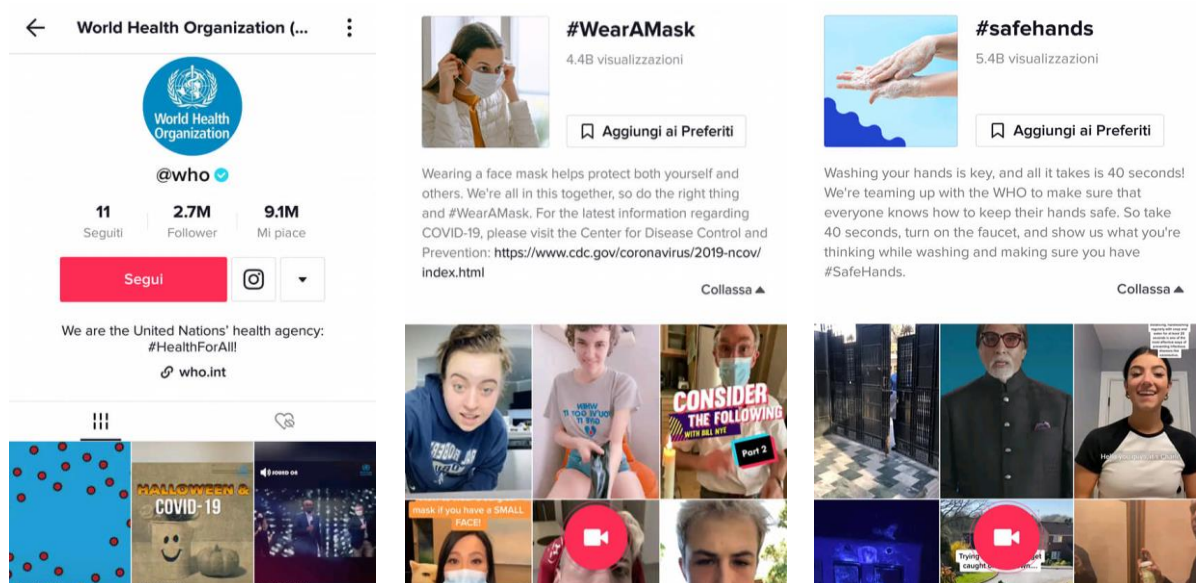 World Health Organization (...
World Health
Organization
@who
11
2.7M
9.1M
Seguiti
Follower
Mi piace
Segui
We are the United Nations' health agency:
#HealthForAll!
who.int
HALLOWEEN &
COVID-19
SOUND ON
#WearAMask
4.4B visualizzazioni
Aggiungi ai Preferiti
Wearing a face mask helps protect both yourself and
others. We're all in this together, so do the right thing
and #WearAMask. For the latest information regarding
COVID-19, please visit the Center for Disease Control and
Prevention: https://www.cdc.gov/coronavirus/2019-ncov/
index.html
Collassa
CONSIDER
THE FOLLOWING
WITH BILL NYE
Part 2
mask if you have a SMALL
FACE!
#safehands
5.4B visualizzazioni
Aggiungi ai Preferiti
Washing your hands is key, and all it takes is 40 seconds!
We're teaming up with the WHO to make sure that
everyone knows how to keep their hands safe. So take
40 seconds, turn on the faucet, and show us what you're
thinking while washing and making sure you have
#SafeHands.
Collassa
Trying
get
caught